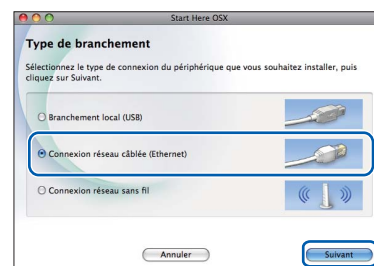 Start Here OSX
Type de branchement
Sélectionnez le type de connexion du périphérique que vous souhaitez installer, puis
cliquez sur Suivant.
Branchement local (USB)
Connexion réseau câblée (Ethernet)
Connexion réseau sans fil
Annuler
Suivant